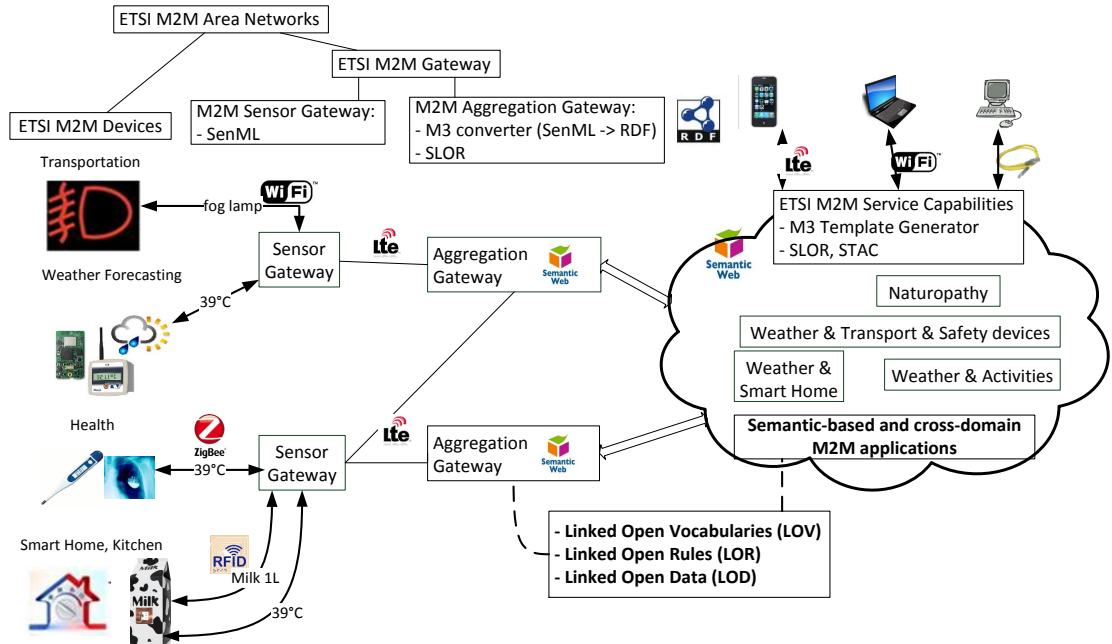 ETSI M2M Area Networks
ETSI M2M Gateway
ETSI M2M Devices
M2M Sensor Gateway:
- SenML
M2M Aggregation Gateway:
- M3 converter (SenML -> RDF)
- SLOR
RDF
Lte
WiFi
ETSI M2M Service Capabilities
- M3 Template Generator
- SLOR, STAC
Transportation
WiFi
fog lamp
Sensor
Gateway
Lte
Aggregation
Gateway
Semantic
Web
Semantic
Web
Weather Forecasting
39°C
Naturopathy
Weather & Transport & Safety devices
Weather &
Smart Home
Weather & Activities
Semantic-based and cross-domain
M2M applications
Health
ZigBee
39°C
Sensor
Gateway
Lte
Aggregation
Gateway
Semantic
Web
- Linked Open Vocabularies (LOV)
- Linked Open Rules (LOR)
- Linked Open Data (LOD)
Smart Home, Kitchen
RFID
Milk 1L
39°C
Milk